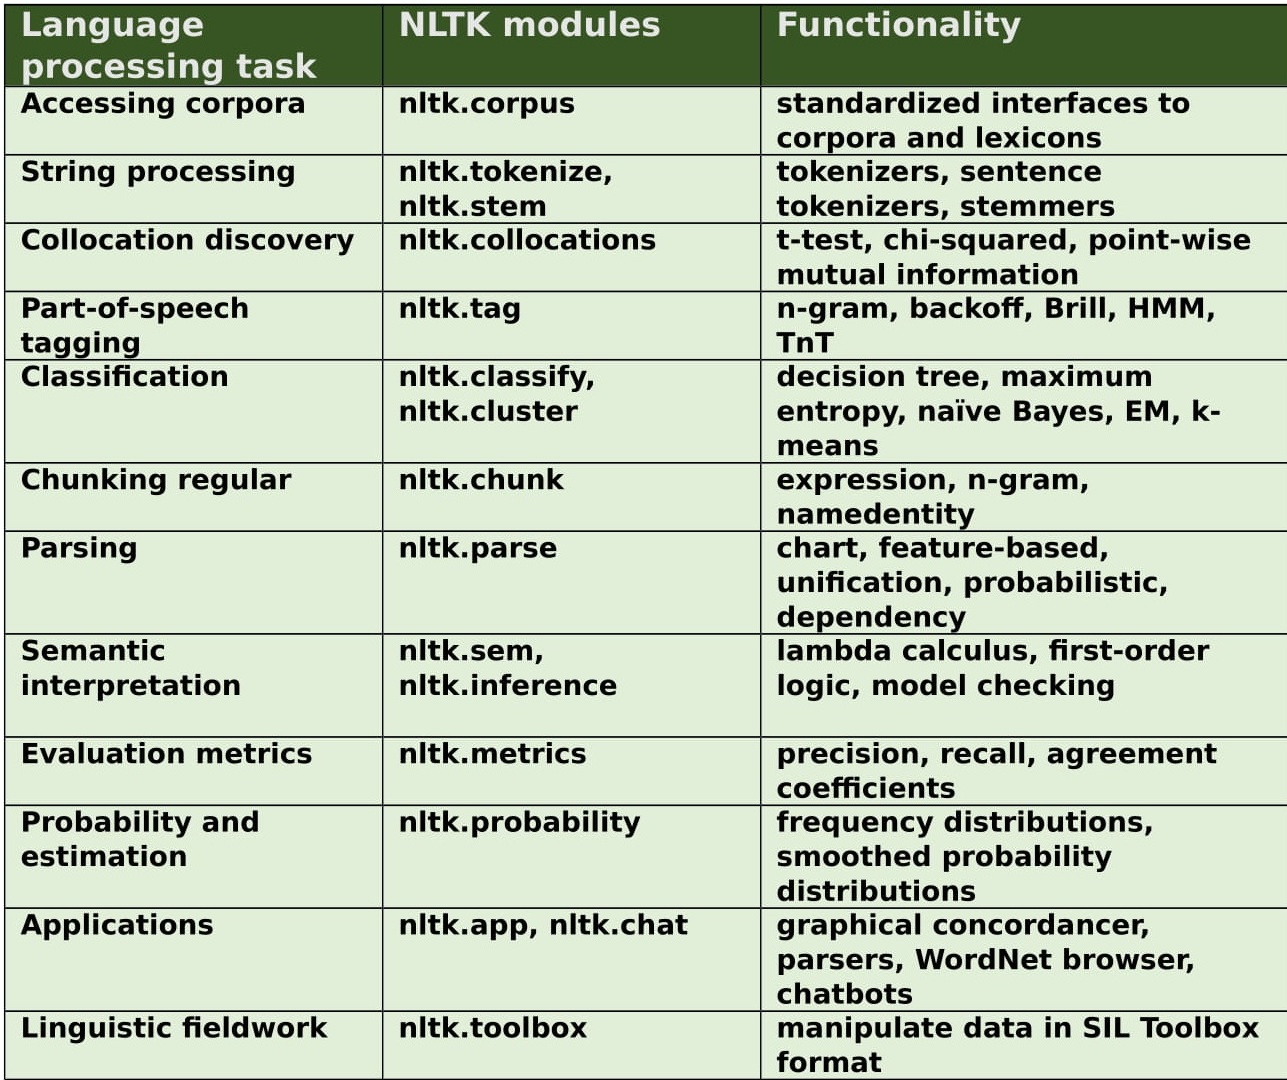 Language
processing task
NLTK modules
Functionality
Accessing corpora
nltk.corpus
standardized interfaces to
corpora and lexicons
String processing
nltk.tokenize,
nltk.stem
tokenizers, sentence
tokenizers, stemmers
Collocation discovery
nltk.collocations
t-test, chi-squared, point-wise
mutual information
Part-of-speech
tagging
nltk.tag
n-gram, backoff, Brill, HMM,
TnT
Classification
nltk.classify,
nltk.cluster
decision tree, maximum
entropy, naïve Bayes, EM, k-
means
Chunking regular
nltk.chunk
expression, n-gram,
namedentity
Parsing
nltk.parse
chart, feature-based,
unification, probabilistic,
dependency
Semantic
interpretation
nltk.sem,
nltk.inference
lambda calculus, first-order
logic, model checking
Evaluation metrics
nltk.metrics
precision, recall, agreement
coefficients
Probability and
estimation
nltk.probability
frequency distributions,
smoothed probability
distributions
Applications
nltk.app, nltk.chat
graphical concordancer,
parsers, WordNet browser,
chatbots
Linguistic fieldwork
nltk.toolbox
manipulate data in SIL Toolbox
format